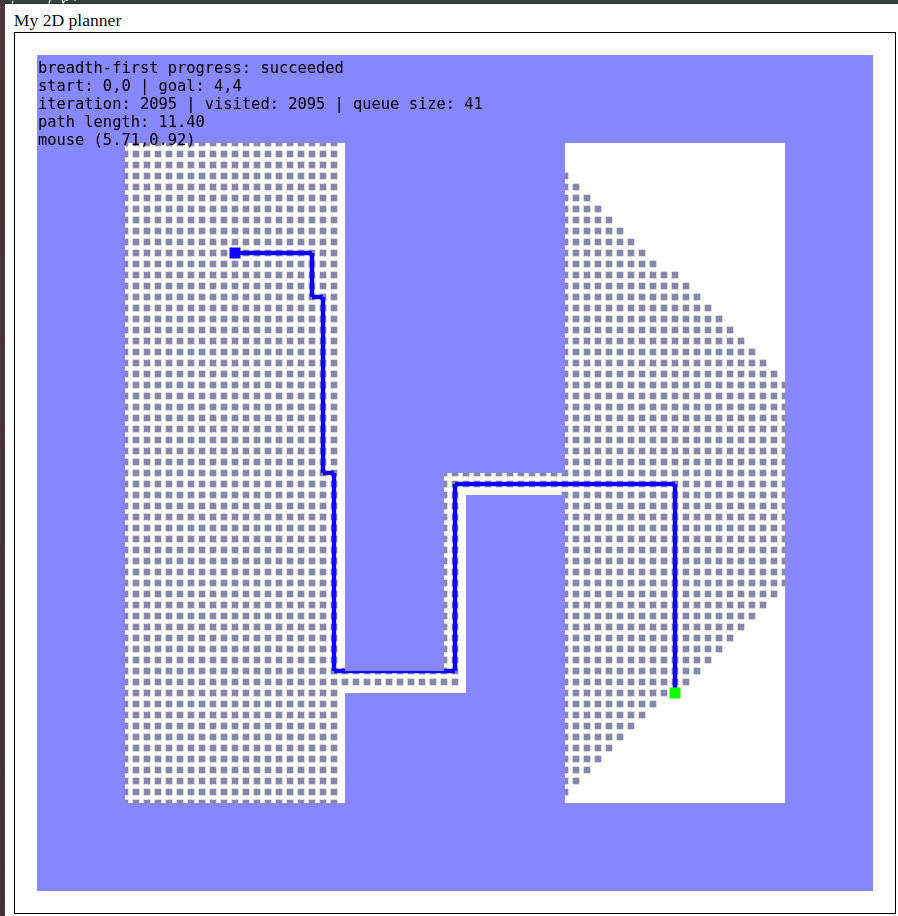 My 2D planner
breadth-first progress: succeeded
start: 0,0 | goal: 4,4
iteration: 2095 | visited: 2095 | queue size: 41
path length: 11.40
mouse (5.71,0.92)